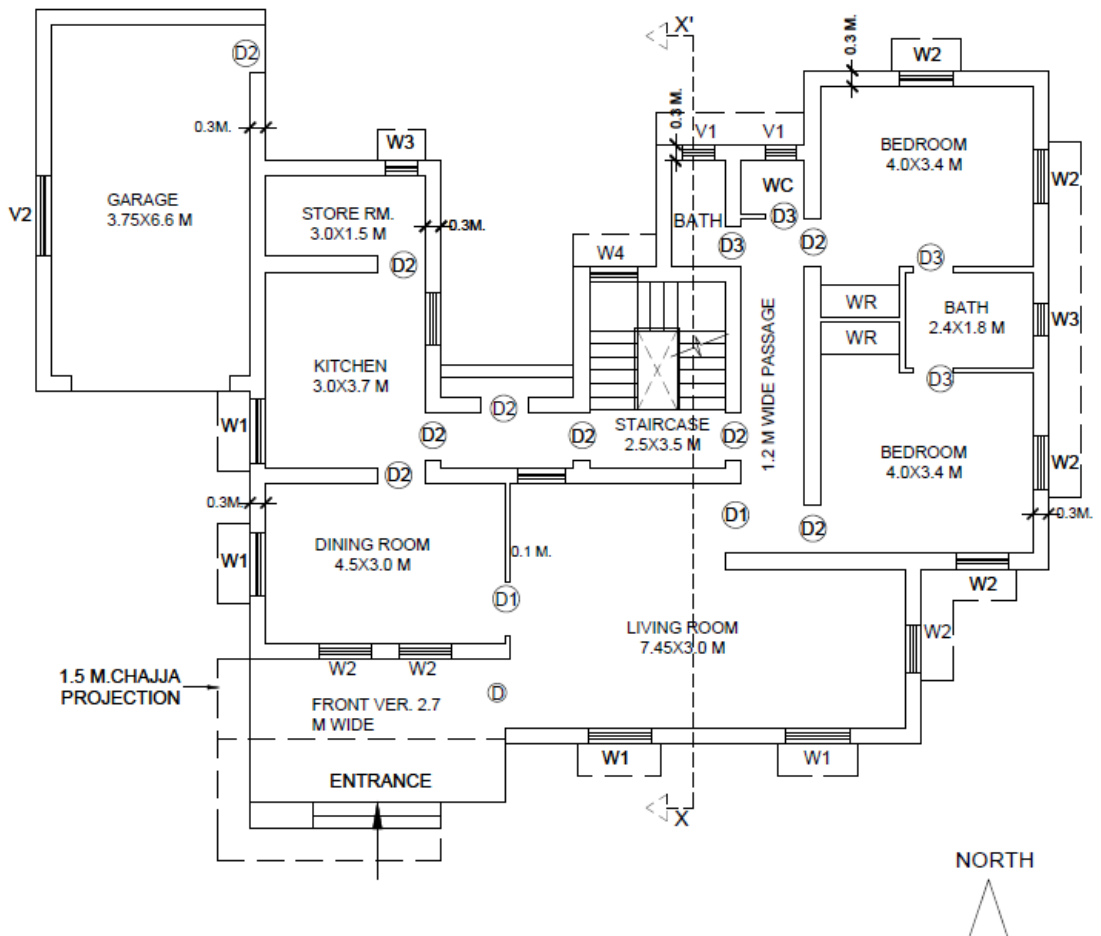 X'
D2
0.3 M.
W2
0.3 M.
0.3M.
W3
V1
V1
BEDROOM
4.0X3.4 M
W2
GARAGE
3.75X6.6 M
V2
STORE RM.
3.0X1.5 M
0.3M.
WC
D3
BATH
D3
D2
W4
D2
D3
WR
WR
BATH
2.4X1.8 M
W3
KITCHEN
3.0X3.7 M
1.2 M WIDE PASSAGE
D3
D2
W1
D2
D2
STAIRCASE
2.5X3.5 M
D2
BEDROOM
4.0X3.4 M
W2
D2
0.3M.
D1
D2
0.3M.
DINING ROOM
4.5X3.0 M
0.1 M.
W1
D1
W2
LIVING ROOM
7.45X3.0 M
W2
W2
W2
1.5 M.CHAJJA
PROJECTION
FRONT VER. 2.7
M WIDE
D
W1
W1
ENTRANCE
X
NORTH